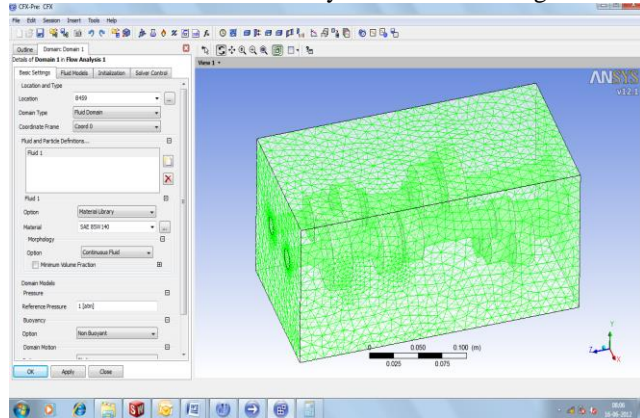 CFX-Pre: CFX
File Edit Session Insert Tools Help
Outline Domain: Domain 1
Details of Domain 1 in Flow Analysis 1
Basic Settings Fluid Models Initialization Solver Control
Location and Type
Location B459
Domain Type Fluid Domain
Coordinate Frame Coord 0
Fluid and Particle Definitions...
Fluid 1
Fluid 1
Option Material Library
Material SAE 85W140
Morphology
Option Continuous Fluid
Minimum Volume Fraction
Domain Models
Pressure
Reference Pressure 1 [atm]
Buoyancy
Option Non Buoyant
Domain Motion
OK Apply Close
View 1
ANSYS
v12.1
0 0.050 0.100 (m)
0.025 0.075
Y
Z X